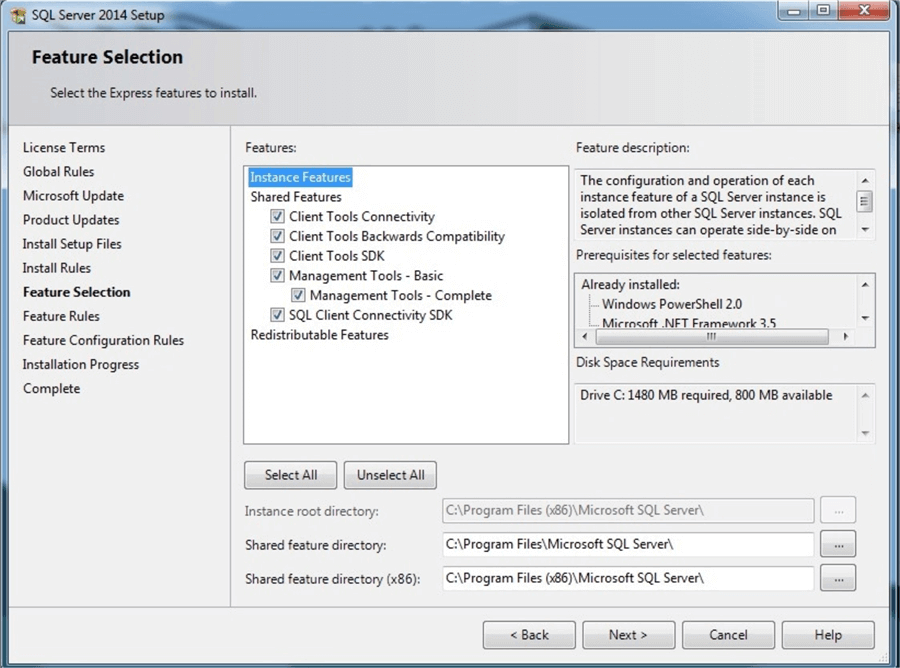 SQL Server 2014 Setup
Feature Selection
Select the Express features to install.
License Terms
Global Rules
Microsoft Update
Product Updates
Install Setup Files
Install Rules
Feature Selection
Feature Rules
Feature Configuration Rules
Installation Progress
Complete
Features:
Instance Features
Shared Features
Client Tools Connectivity
Client Tools Backwards Compatibility
Client Tools SDK
Management Tools - Basic
Management Tools - Complete
SQL Client Connectivity SDK
Redistributable Features
Feature description:
The configuration and operation of each
instance feature of a SQL Server instance is
isolated from other SQL Server instances. SQL
Server instances can operate side-by-side on
Prerequisites for selected features:
Already installed:
Windows PowerShell 2.0
Microsoft .NET Framework 3.5
Disk Space Requirements
Drive C: 1480 MB required, 800 MB available
Select All
Unselect All
Instance root directory:
C:\Program Files (x86)\Microsoft SQL Server\
...
Shared feature directory:
C:\Program Files\Microsoft SQL Server\
...
Shared feature directory (x86):
C:\Program Files (x86)\Microsoft SQL Server\
...
< Back
Next >
Cancel
Help